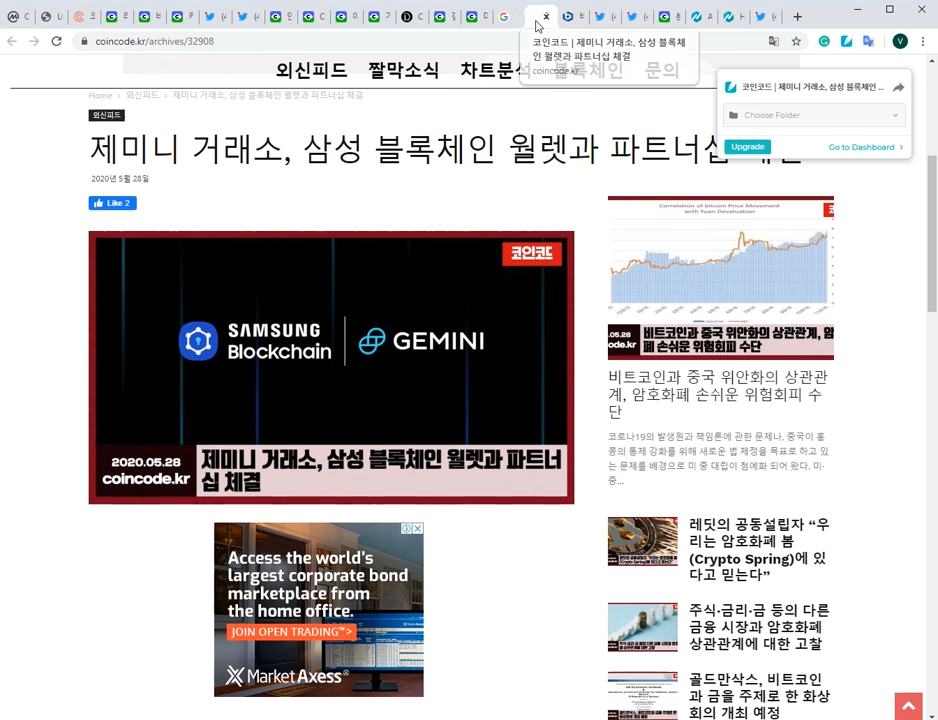 coincode.kr/archives/32908
코인코드 | 제미니 거래소, 삼성 블록체
인 월렛과 파트너십 체결
coincode.kr
외신피드 짤막소식 차트분석 블록체인 문의
코인코드 | 제미니 거래소, 삼성 블록체인 ...
Choose Folder
Upgrade
Go to Dashboard
Home › 외신피드 › 제미니 거래소, 삼성 블록체인 월렛과 파트너십 체결
외신피드
제미니 거래소, 삼성 블록체인 월렛과 파트너십
2020년 5월 28일
Like 2
코인코드
SAMSUNG
Blockchain
GEMINI
2020.05.28
coincode.kr
제미니 거래소, 삼성 블록체인 월렛과 파트너
십 체결
Access the world's
largest corporate bond
marketplace from
the home office.
JOIN OPEN TRADING™ >
MarketAxess®
Correlation of bitcoin Price Movement
with Yuan Devaluation
.05.28
ode.kr
비트코인과 중국 위안화의 상관관계, 암
폐 손쉬운 위험회피 수단
비트코인과 중국 위안화의 상관관
계, 암호화폐 손쉬운 위험회피 수
단
코로나19의 발생원과 책임론에 관한 문제나, 중국이 홍
콩의 통제 강화를 위해 새로운 법 제정을 목표로 하고 있
는 문제를 배경으로 미 중 대립이 첨예화 되어 왔다. 미·
중...
레딧의 공동설립자 “우
리는 암호화폐 봄
(Crypto Spring)에 있
다고 믿는다”
주식·금리·금 등의 다른
금융 시장과 암호화폐
상관관계에 대한 고찰
골드만삭스, 비트코인
과 금을 주제로 한 화상
회의 개최 예정